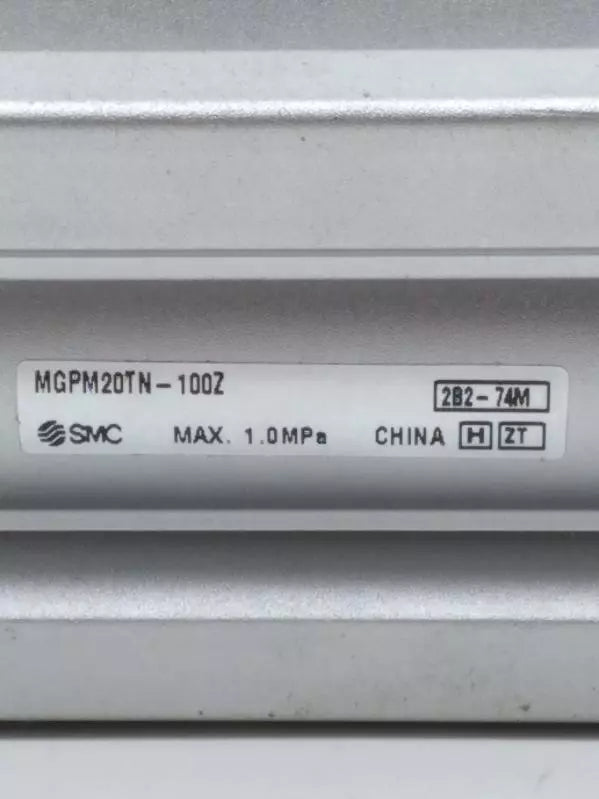 MGPM20TN-100Z
2B2-74M
SMC MAX. 1.0MPa CHINA H ZT